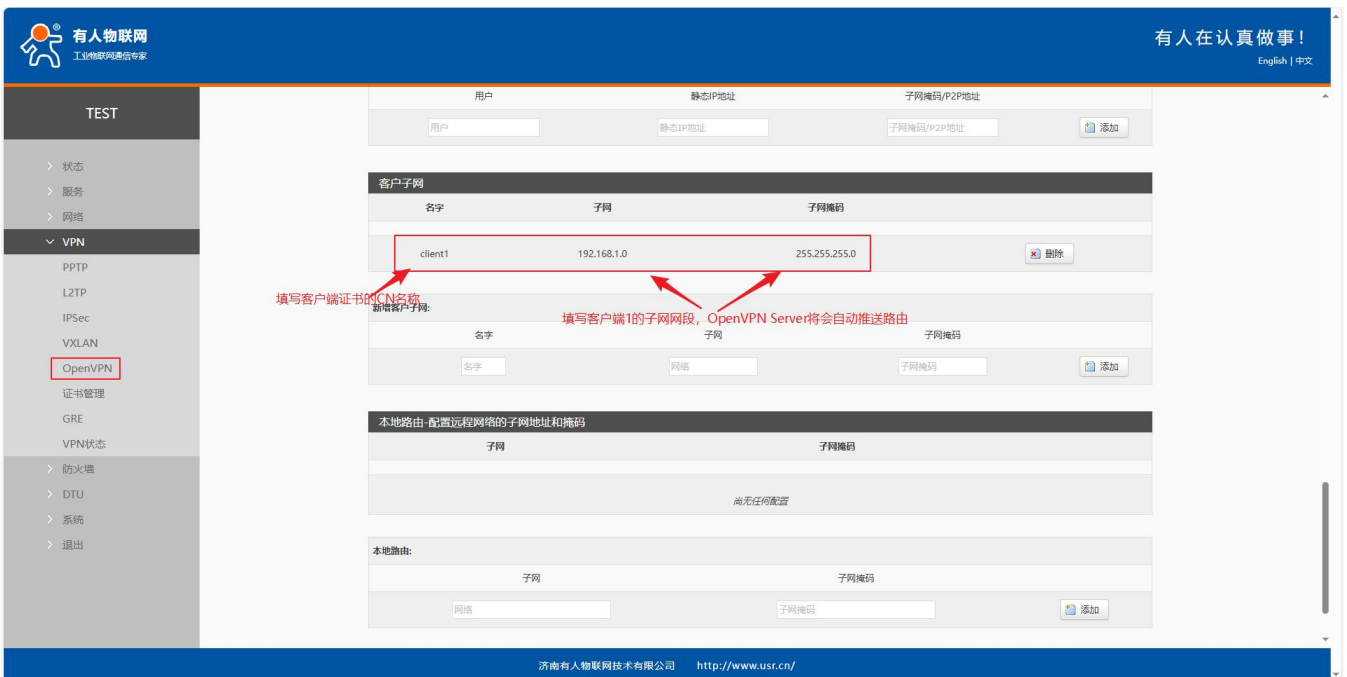 有人物联网
工业物联网通信专家
有人在认真做事！
English | 中文
TEST
状态
服务
网络
VPN
PPTP
L2TP
IPSec
VXLAN
OpenVPN
证书管理
GRE
VPN状态
防火墙
DTU
系统
退出
用户 静态IP地址 子网掩码/P2P地址
用户 静态IP地址 子网掩码/P2P地址 添加
客户子网
名字 子网 子网掩码
client1 192.168.1.0 255.255.255.0 删除
填写客户端证书的CN名称
新增客户子网:
填写客户端1的子网网段，OpenVPN Server将会自动推送路由
名字 子网 子网掩码
名字 网络 子网掩码 添加
本地路由-配置远程网络的子网地址和掩码
子网 子网掩码
尚无任何配置
本地路由:
子网 子网掩码
网络 子网掩码 添加
济南有人物联网技术有限公司 http://www.usr.cn/